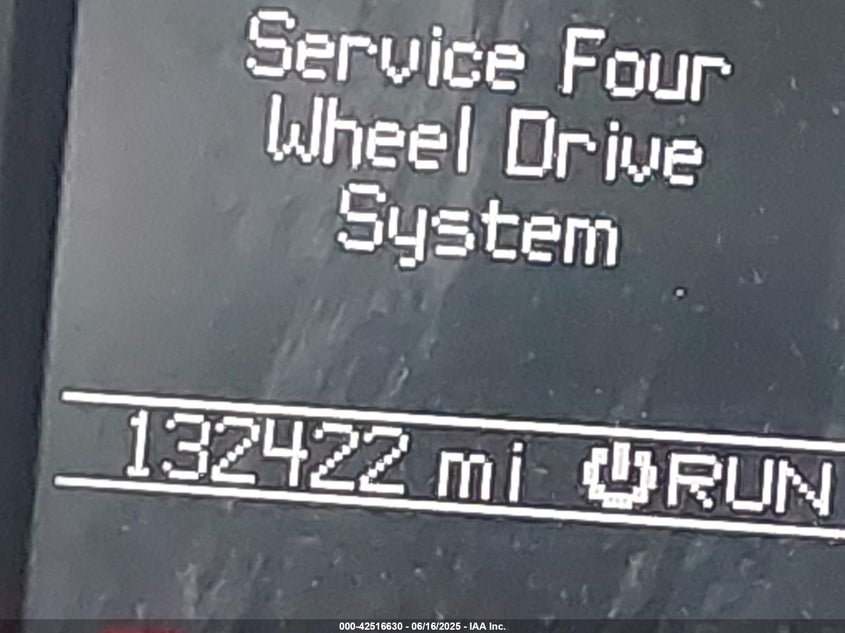 Service Four
Wheel Drive
System
132422 mi RUN
000-42516630 - 06/16/2025 - IAA Inc.